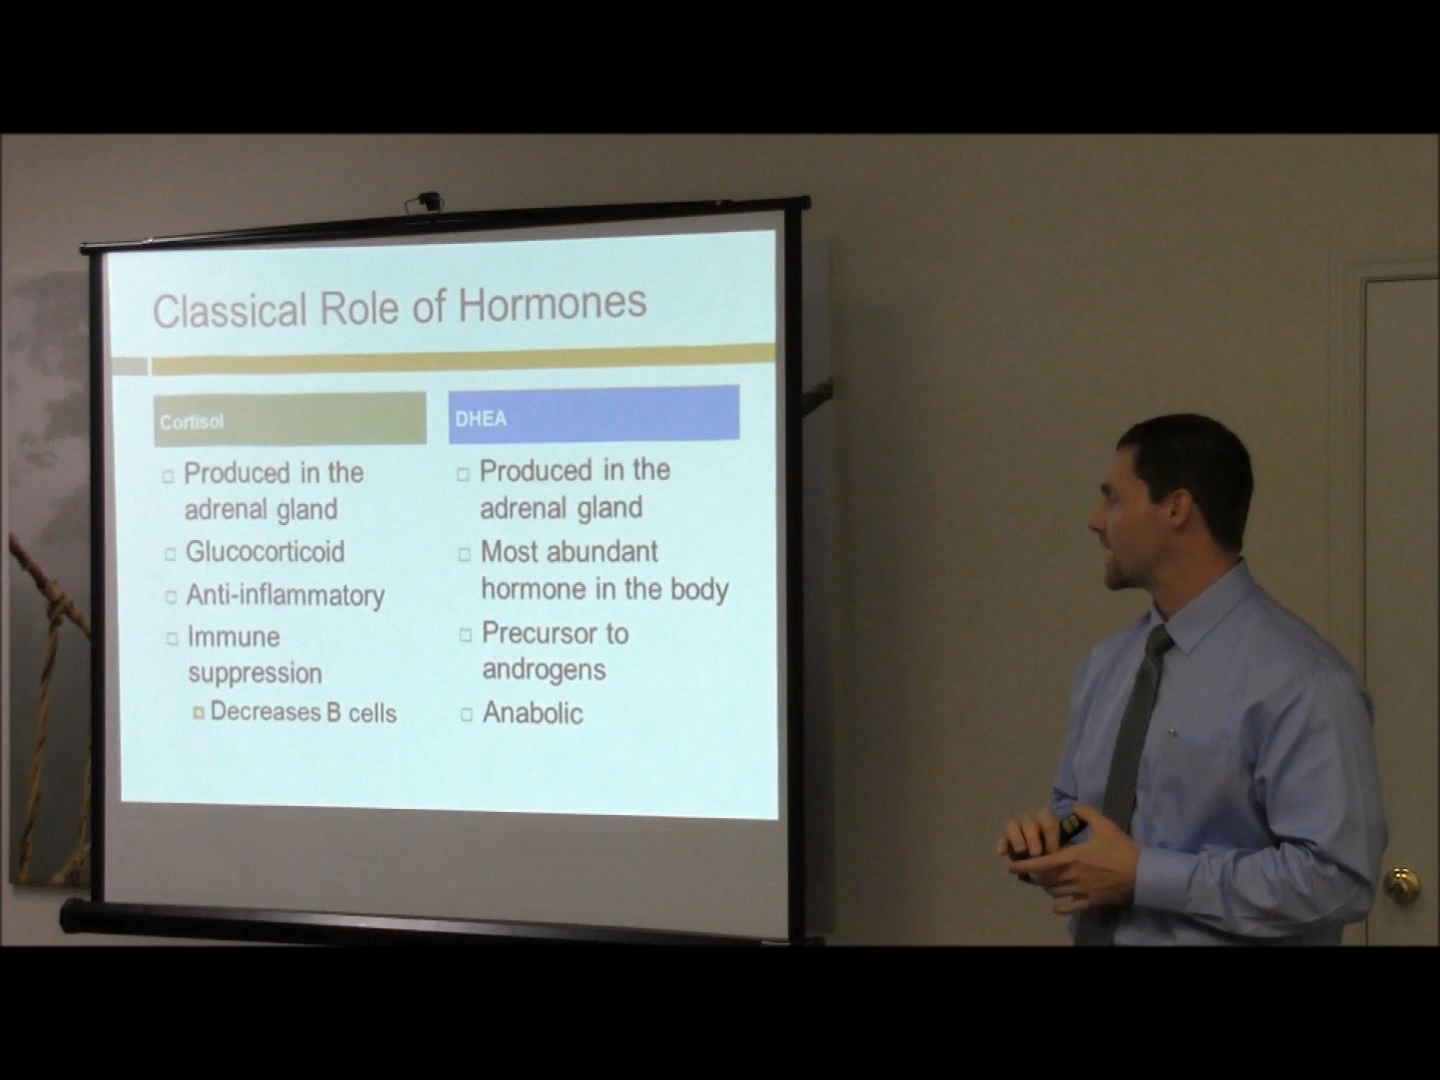 Classical Role of Hormones
Cortisol
Produced in the
adrenal gland
Glucocorticoid
Anti-inflammatory
Immune
suppression
Decreases B cells
DHEA
Produced in the
adrenal gland
Most abundant
hormone in the body
Precursor to
androgens
Anabolic